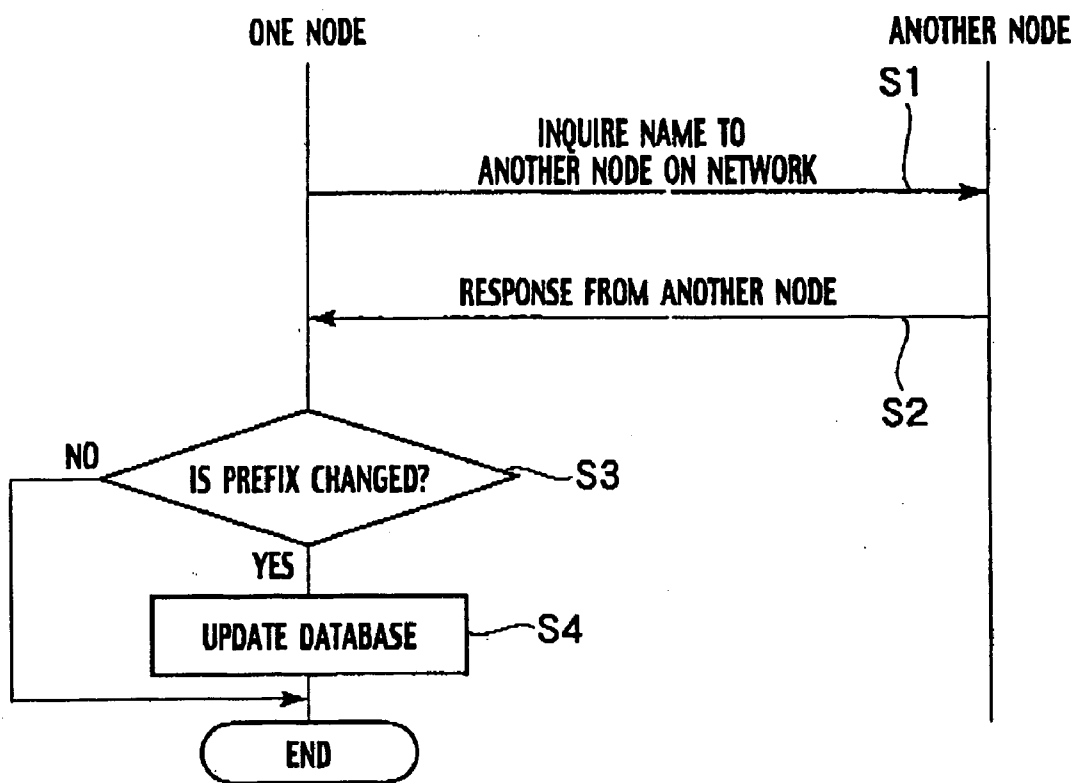 ONE NODE
ANOTHER NODE
S1
INQUIRE NAME TO
ANOTHER NODE ON NETWORK
RESPONSE FROM ANOTHER NODE
S2
NO
IS PREFIX CHANGED?
S3
YES
UPDATE DATABASE
S4
END